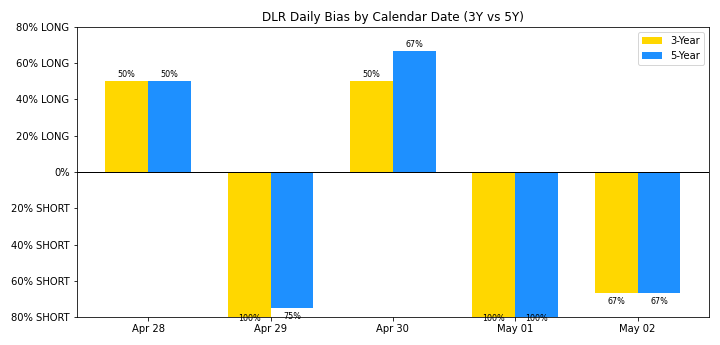 DLR Daily Bias by Calendar Date (3Y vs 5Y)
80% LONG
60% LONG
40% LONG
20% LONG
0%
20% SHORT
40% SHORT
60% SHORT
80% SHORT
3-Year
5-Year
50% 50% 100% 75% 50% 67% 100% 100% 67% 67%
Apr 28 Apr 29 Apr 30 May 01 May 02